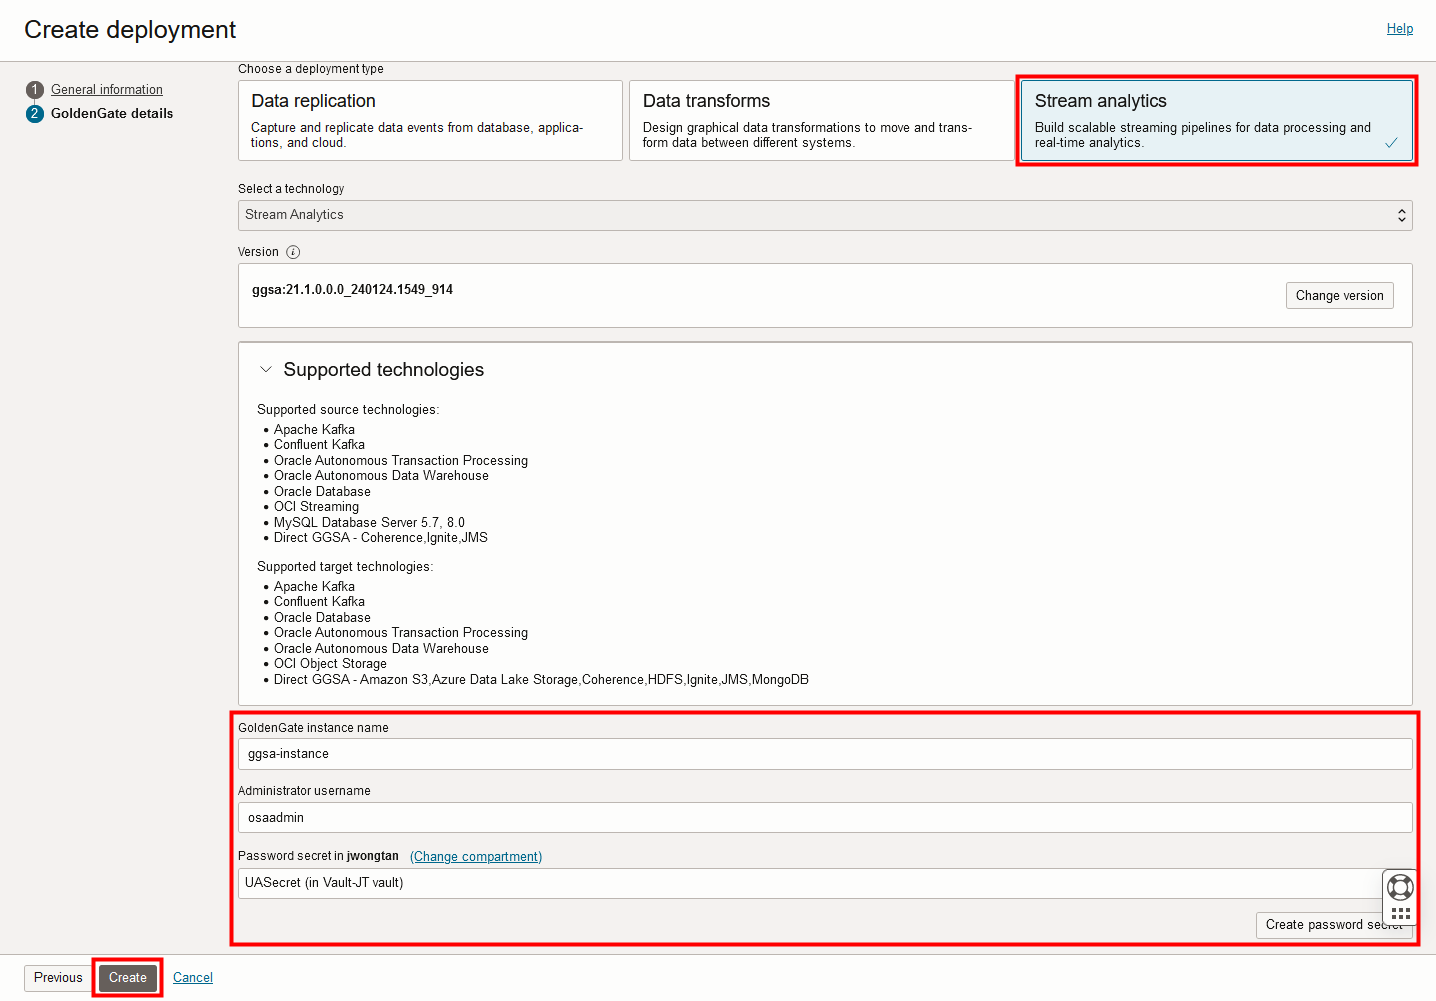 Create deployment
Help
1 General information
2 GoldenGate details
Choose a deployment type
Data replication
Capture and replicate data events from database, applica-
tions, and cloud.
Data transforms
Design graphical data transformations to move and trans-
form data between different systems.
Stream analytics
Build scalable streaming pipelines for data processing and
real-time analytics.
Select a technology
Stream Analytics
Version i
ggsa:21.1.0.0.0_240124.1549_914
Change version
Supported technologies
Supported source technologies:
• Apache Kafka
• Confluent Kafka
• Oracle Autonomous Transaction Processing
• Oracle Autonomous Data Warehouse
• Oracle Database
• OCI Streaming
• MySQL Database Server 5.7, 8.0
• Direct GGSA - Coherence,Ignite,JMS
Supported target technologies:
• Apache Kafka
• Confluent Kafka
• Oracle Database
• Oracle Autonomous Transaction Processing
• Oracle Autonomous Data Warehouse
• OCI Object Storage
• Direct GGSA - Amazon S3,Azure Data Lake Storage,Coherence,HDFS,Ignite,JMS,MongoDB
GoldenGate instance name
ggsa-instance
Administrator username
osaadmin
Password secret in jwongtan (Change compartment)
UASecret (in Vault-JT vault)
Create password secret
Previous Create Cancel